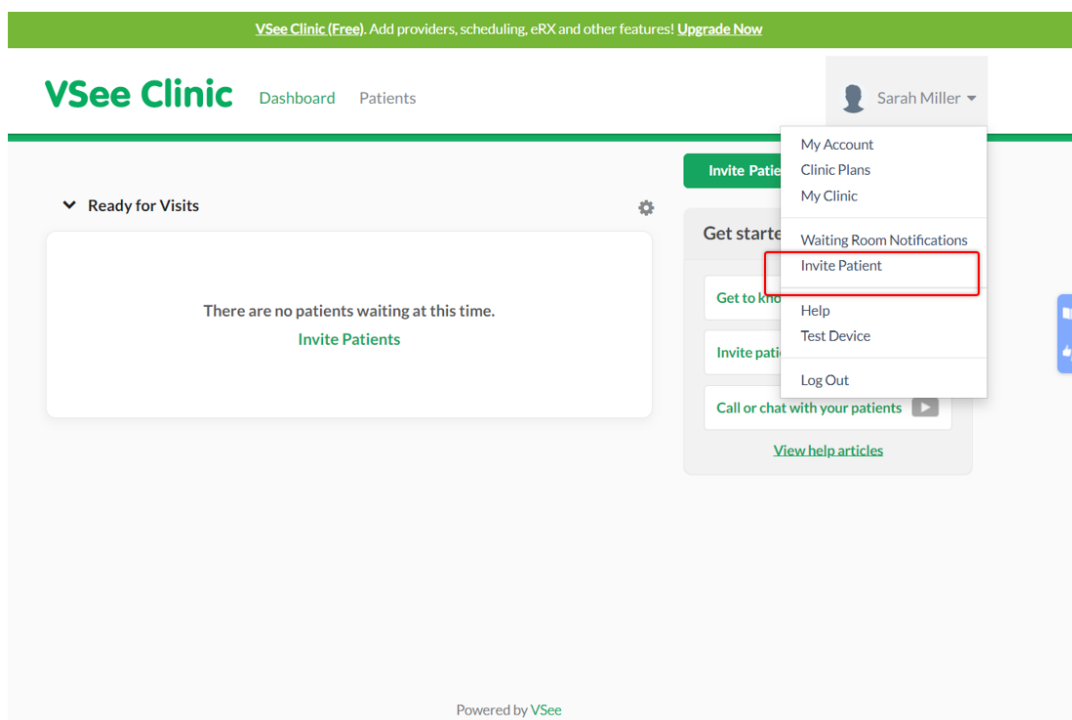 VSee Clinic (Free). Add providers, scheduling, eRX and other features! Upgrade Now
VSee Clinic Dashboard Patients Sarah Miller
My Account
Clinic Plans
My Clinic
Waiting Room Notifications
Invite Patient
Help
Test Device
Log Out
Invite Patie
Ready for Visits
There are no patients waiting at this time.
Invite Patients
Get starte
Get to kno
Invite pati
Call or chat with your patients
View help articles
Powered by VSee